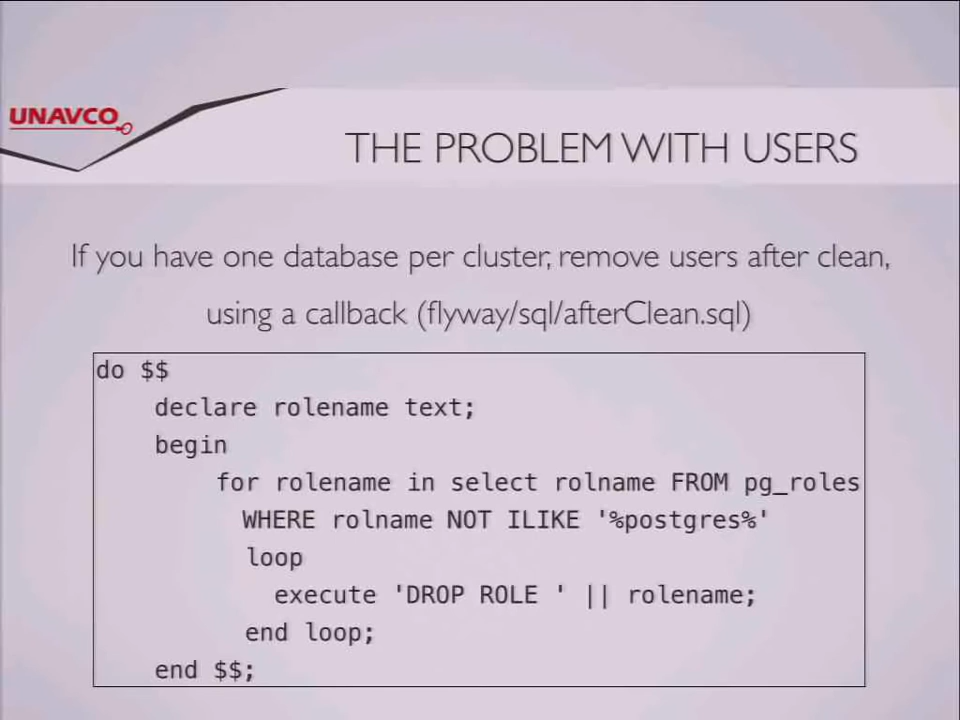 UNAVCO
THE PROBLEM WITH USERS
If you have one database per cluster, remove users after clean,
using a callback (flyway/sql/afterClean.sql)
do $$
declare rolename text;
begin
for rolename in select rolname FROM pg_roles
WHERE rolname NOT ILIKE '%postgres%'
loop
execute 'DROP ROLE ' || rolename;
end loop;
end $$;